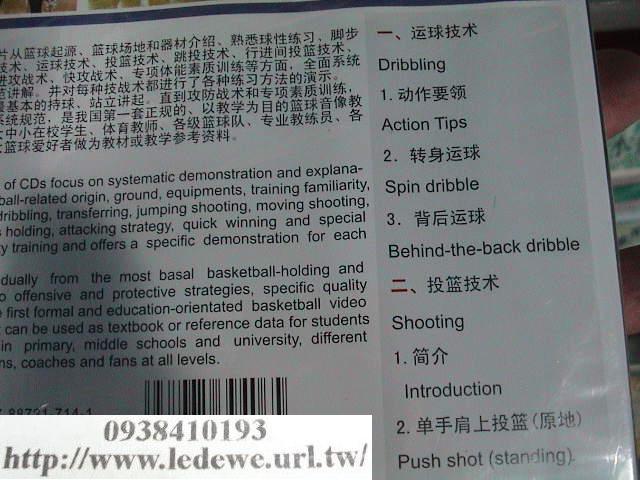 片从篮球起源、篮球场地和器材介绍、熟悉球性练习、脚步
技术、运球技术、投篮技术、跳投技术、行进间投篮技术、
进攻战术、快攻战术、专项体能素质训练等方面，全面系统
讲解。并对每种技战术都进行了各种练习方法的演示。
最基本的持球、站立讲起。直到攻防战术和专项素质训练，
系统规范，是我国第一套正规的、以教学为目的篮球音像教
大中小在校学生、体育教师、各级篮球队、专业教练员、各
篮球爱好者做为教材或教学参考资料。
of CDs focus on systematic demonstration and explana-
ball-related origin, ground, equipments, training familiarity,
dribbling, transferring, jumping shooting, moving shooting,
s holding, attacking strategy, quick winning and special
ty training and offers a specific demonstration for each
dually from the most basal basketball-holding and
o offensive and protective strategies, specific quality
e first formal and education-orientated basketball video
t can be used as textbook or reference data for students
in primary, middle schools and university, different
ns, coaches and fans at all levels.
88721-714-1
一、运球技术
Dribbling
1.动作要领
Action Tips
2．转身运球
Spin dribble
3．背后运球
Behind-the-back dribble
二、投篮技术
Shooting
1.简介
Introduction
2.单手肩上投篮(原地)
Push shot (standing).
0938410193
http://www.ledewe.url.tw/